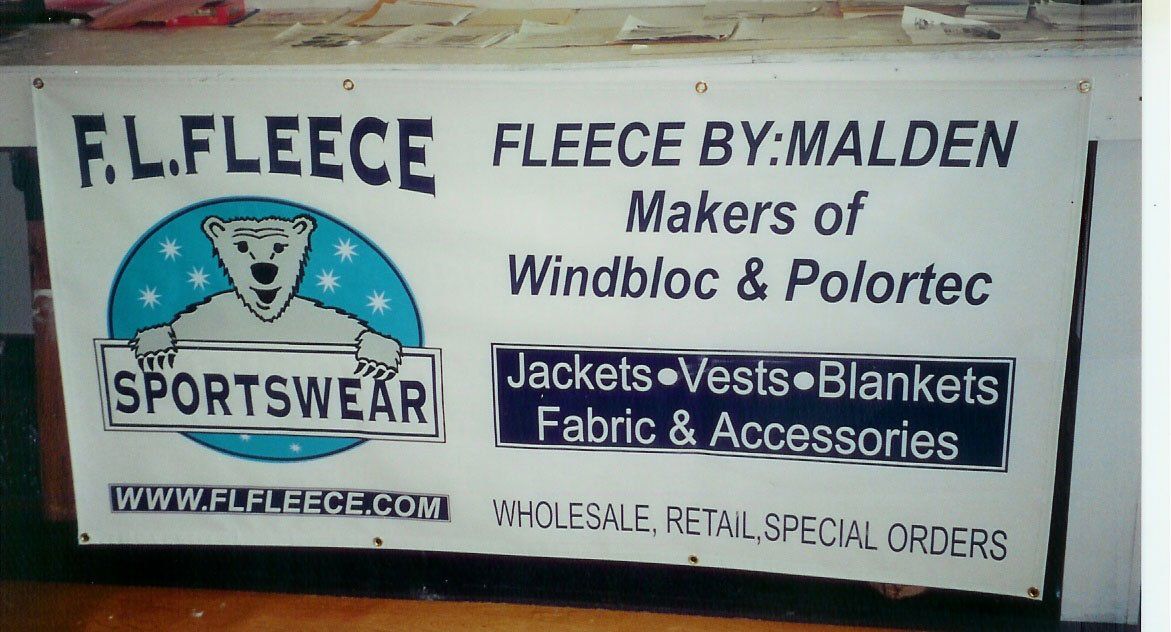 F.L.FLEECE
SPORTSWEAR
WWW.FLFLEECE.COM
FLEECE BY:MALDEN
Makers of
Windbloc & Polortec
Jackets•Vests•Blankets
Fabric & Accessories
WHOLESALE, RETAIL,SPECIAL ORDERS